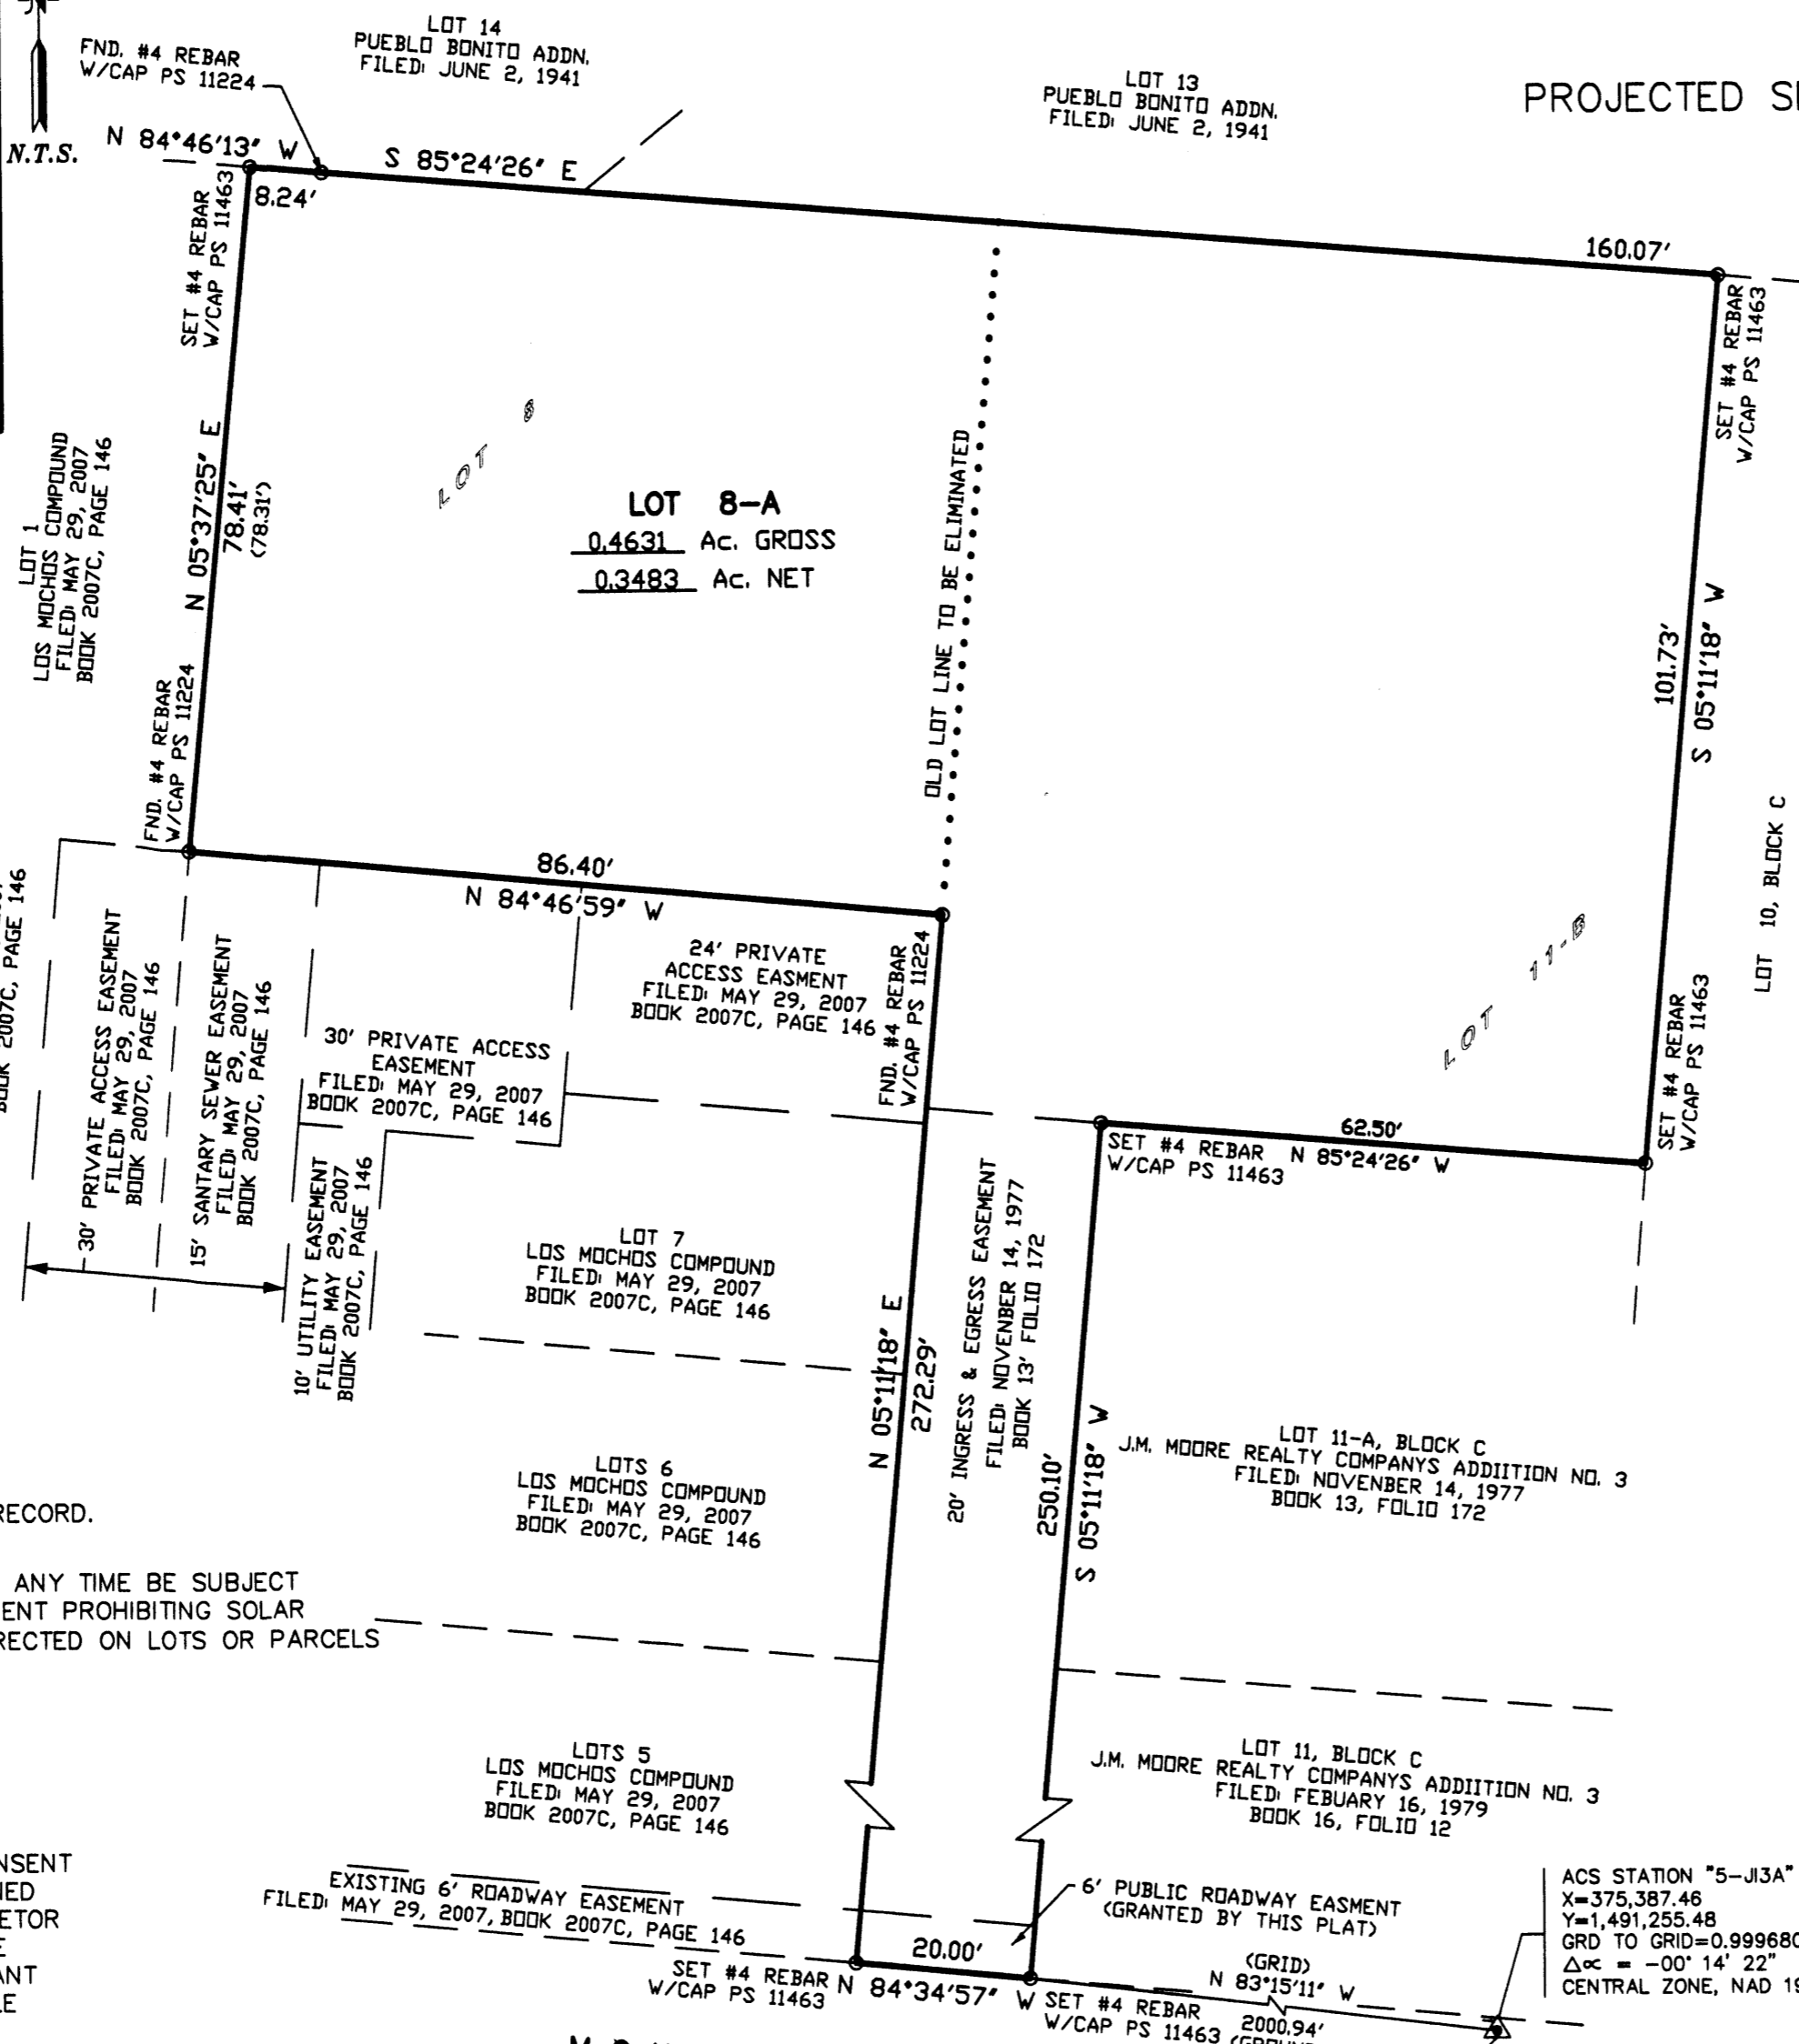 LOT 14
PUEBLO BONITO ADDN.
FILED: JUNE 2, 1941
FND. #4 REBAR
W/CAP PS 11224
LOT 13
PUEBLO BONITO ADDN.
FILED: JUNE 2, 1941
PROJECTED
N.T.S.
N 84°46'13" W
S 85°24'26" E
8.24'
160.07'
SET #4 REBAR
W/CAP PS 11463
SET #4 REBAR
W/CAP PS 11463
LOT 8
LOT 8-A
0.4631 Ac. GROSS
0.3483 Ac. NET
OLD LOT LINE TO BE ELIMINATED
N 05°37'25" E
78.41'
(78.31')
LOT 1
LOS MOCHOS COMPOUND
FILED: MAY 29, 2007
BOOK 2007C, PAGE 146
FND. #4 REBAR
W/CAP PS 11224
101.73'
S 05°11'18" W
LOT 10, BLOCK C
86.40'
N 84°46'59" W
LOT 11-B
SET #4 REBAR
W/CAP PS 11463
BOOK 2007C, PAGE 146
30' PRIVATE ACCESS EASEMENT
FILED: MAY 29, 2007
BOOK 2007C, PAGE 146
15' SANTARY SEWER EASEMENT
FILED: MAY 29, 2007
BOOK 2007C, PAGE 146
24' PRIVATE
ACCESS EASMENT
FILED: MAY 29, 2007
BOOK 2007C, PAGE 146
FND. #4 REBAR
W/CAP PS 11224
30' PRIVATE ACCESS
EASEMENT
FILED: MAY 29, 2007
BOOK 2007C, PAGE 146
62.50'
SET #4 REBAR
W/CAP PS 11463
N 85°24'26" W
10' UTILITY EASEMENT
FILED: MAY 29, 2007
BOOK 2007C, PAGE 146
LOT 7
LOS MOCHOS COMPOUND
FILED: MAY 29, 2007
BOOK 2007C, PAGE 146
N 05°11'18" E
272.29'
20' INGRESS & EGRESS EASEMENT
FILED: NOVENBER 14, 1977
BOOK 13' FOLIO 172
250.10'
S 05°11'18" W
LOT 11-A, BLOCK C
J.M. MOORE REALTY COMPANYS ADDIITION NO. 3
FILED: NOVENBER 14, 1977
BOOK 13, FOLIO 172
LOTS 6
LOS MOCHOS COMPOUND
FILED: MAY 29, 2007
BOOK 2007C, PAGE 146
RECORD.
ANY TIME BE SUBJECT
ENT PROHIBITING SOLAR
RECTED ON LOTS OR PARCELS
LOTS 5
LOS MOCHOS COMPOUND
FILED: MAY 29, 2007
BOOK 2007C, PAGE 146
LOT 11, BLOCK C
J.M. MOORE REALTY COMPANYS ADDIITION NO. 3
FILED: FEBUARY 16, 1979
BOOK 16, FOLIO 12
NSENT
ETOR
ANT
EXISTING 6' ROADWAY EASEMENT
FILED: MAY 29, 2007, BOOK 2007C, PAGE 146
6' PUBLIC ROADWAY EASMENT
(GRANTED BY THIS PLAT)
20.00'
SET #4 REBAR
W/CAP PS 11463
N 84°34'57" W
SET #4 REBAR
W/CAP PS 11463
(GRID)
N 83°15'11" W
2000.94'
ACS STATION "5-J13A"
X=375,387.46
Y=1,491,255.48
GRD TO GRID=0.999680
Δ∝ = -00° 14' 22"
CENTRAL ZONE, NAD 19